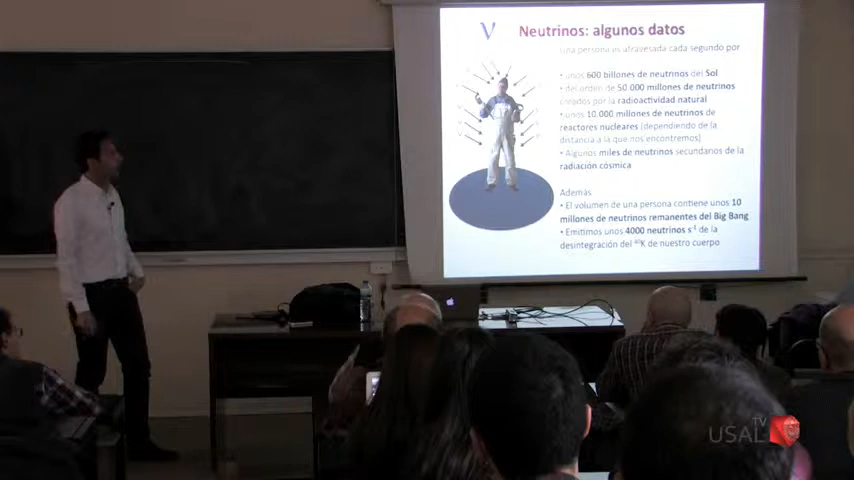 ν
Neutrinos: algunos datos
Una persona es atravesada cada segundo por
• unos 600 billones de neutrinos del Sol
• del orden de 50.000 millones de neutrinos
creados por la radioactividad natural
• unos 10.000 millones de neutrinos de
reactores nucleares (dependiendo de la
distancia a la que nos encontremos)
• Algunos miles de neutrinos secundarios de la
radiación cósmica
Además
• El volumen de una persona contiene unos 10
millones de neutrinos remanentes del Big Bang
• Emitimos unos 4000 neutrinos s⁻¹ de la
desintegración del ⁴⁰K de nuestro cuerpo
USAL TV